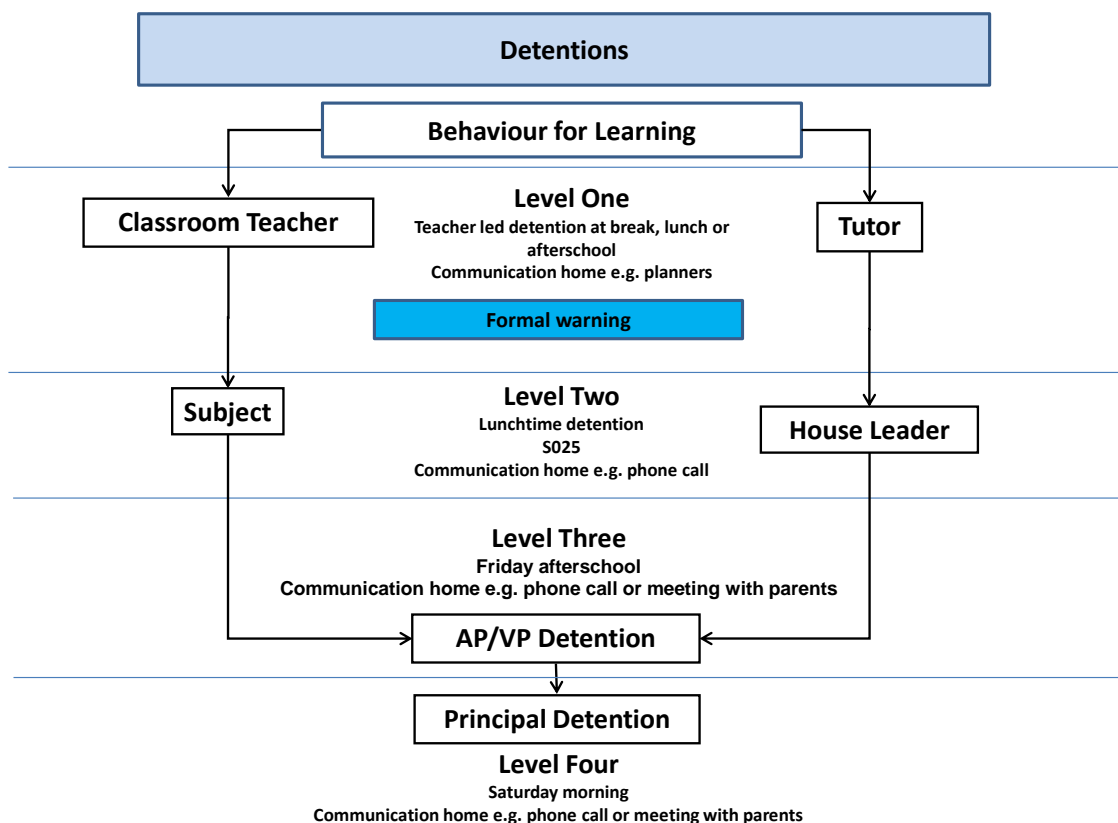 Detentions
Behaviour for Learning
Level One
Classroom Teacher
Tutor
Teacher led detention at break, lunch or
afterschool
Communication home e.g. planners
Formal warning
Level Two
Subject
House Leader
Lunchtime detention
S025
Communication home e.g. phone call
Level Three
Friday afterschool
Communication home e.g. phone call or meeting with parents
AP/VP Detention
Principal Detention
Level Four
Saturday morning
Communication home e.g. phone call or meeting with parents